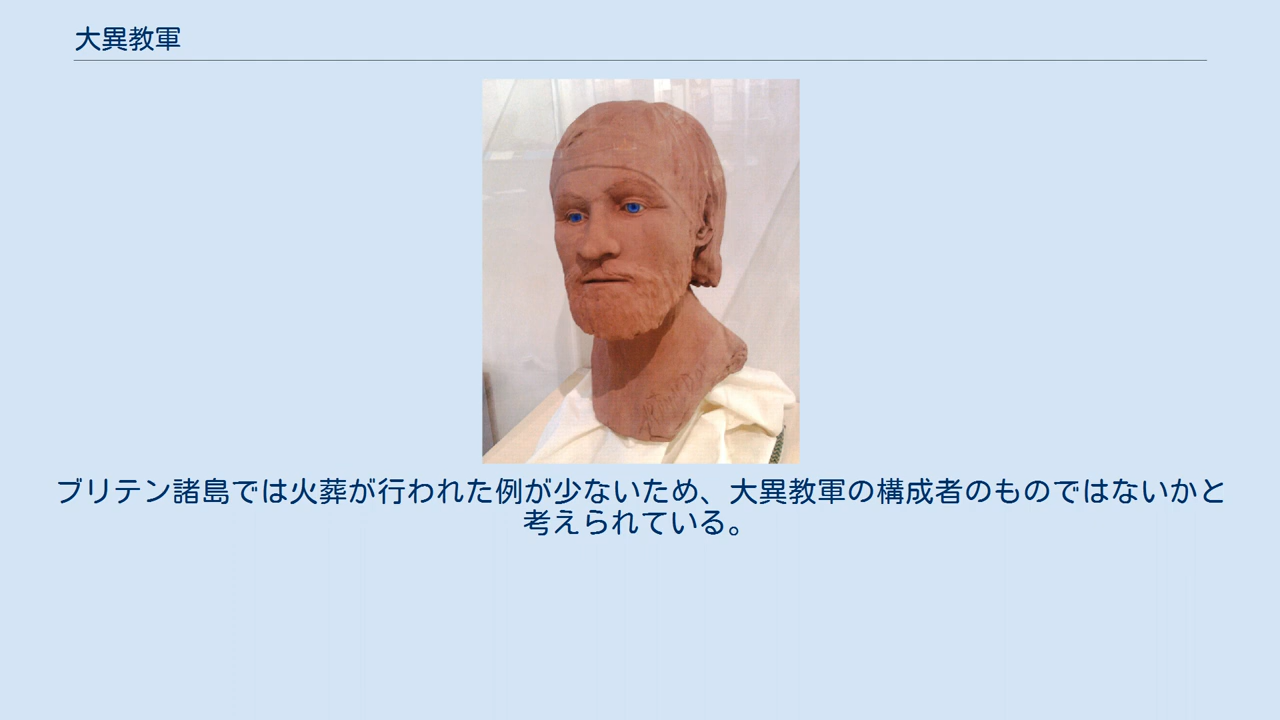 大異教軍
ブリテン諸島では火葬が行われた例が少ないため、大異教軍の構成者のものではないかと
考えられている。